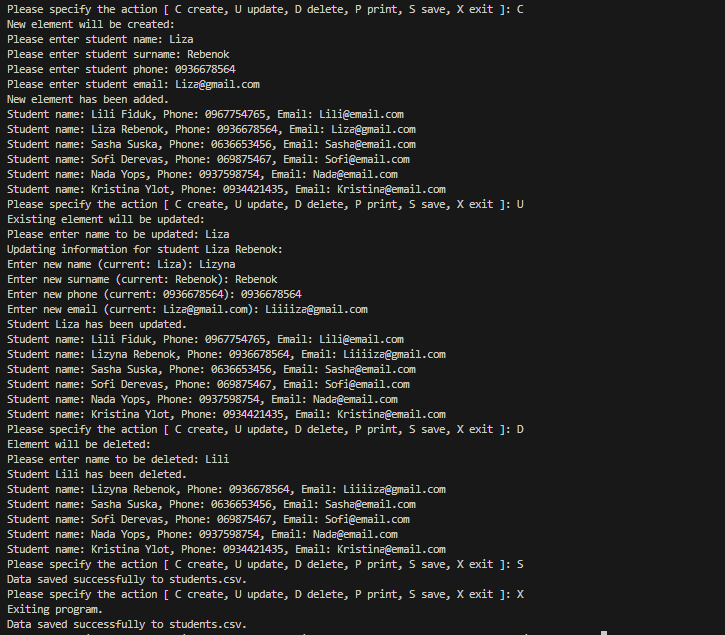 Please specify the action [ C create, U update, D delete, P print, S save, X exit ]: C
New element will be created:
Please enter student name: Liza
Please enter student surname: Rebenok
Please enter student phone: 0936678564
Please enter student email: Liza@gmail.com
New element has been added.
Student name: Lili Fiduk, Phone: 0967754765, Email: Lili@email.com
Student name: Liza Rebenok, Phone: 0936678564, Email: Liza@gmail.com
Student name: Sasha Suska, Phone: 0636653456, Email: Sasha@email.com
Student name: Sofi Derevas, Phone: 069875467, Email: Sofi@email.com
Student name: Nada Yops, Phone: 0937598754, Email: Nada@email.com
Student name: Kristina Ylot, Phone: 0934421435, Email: Kristina@email.com
Please specify the action [ C create, U update, D delete, P print, S save, X exit ]: U
Existing element will be updated:
Please enter name to be updated: Liza
Updating information for student Liza Rebenok:
Enter new name (current: Liza): Lizyna
Enter new surname (current: Rebenok): Rebenok
Enter new phone (current: 0936678564): 0936678564
Enter new email (current: Liza@gmail.com): Liiiiza@gmail.com
Student Liza has been updated.
Student name: Lili Fiduk, Phone: 0967754765, Email: Lili@email.com
Student name: Lizyna Rebenok, Phone: 0936678564, Email: Liiiiza@gmail.com
Student name: Sasha Suska, Phone: 0636653456, Email: Sasha@email.com
Student name: Sofi Derevas, Phone: 069875467, Email: Sofi@email.com
Student name: Nada Yops, Phone: 0937598754, Email: Nada@email.com
Student name: Kristina Ylot, Phone: 0934421435, Email: Kristina@email.com
Please specify the action [ C create, U update, D delete, P print, S save, X exit ]: D
Element will be deleted:
Please enter name to be deleted: Lili
Student Lili has been deleted.
Student name: Lizyna Rebenok, Phone: 0936678564, Email: Liiiiza@gmail.com
Student name: Sasha Suska, Phone: 0636653456, Email: Sasha@email.com
Student name: Sofi Derevas, Phone: 069875467, Email: Sofi@email.com
Student name: Nada Yops, Phone: 0937598754, Email: Nada@email.com
Student name: Kristina Ylot, Phone: 0934421435, Email: Kristina@email.com
Please specify the action [ C create, U update, D delete, P print, S save, X exit ]: S
Data saved successfully to students.csv.
Please specify the action [ C create, U update, D delete, P print, S save, X exit ]: X
Exiting program.
Data saved successfully to students.csv.